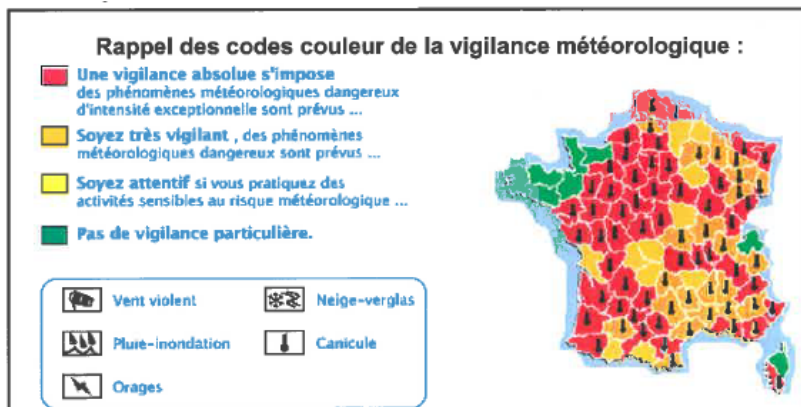 Rappel des codes couleur de la vigilance météorologique :
Une vigilance absolue s'impose
des phénomènes météorologiques dangereux
d'intensité exceptionnelle sont prévus ...
Soyez très vigilant , des phénomènes
météorologiques dangereux sont prévus ...
Soyez attentif si vous pratiquez des
activités sensibles au risque météorologique ...
Pas de vigilance particulière.
Vent violent
Neige-verglas
Pluie-inondation
Canicule
Orages